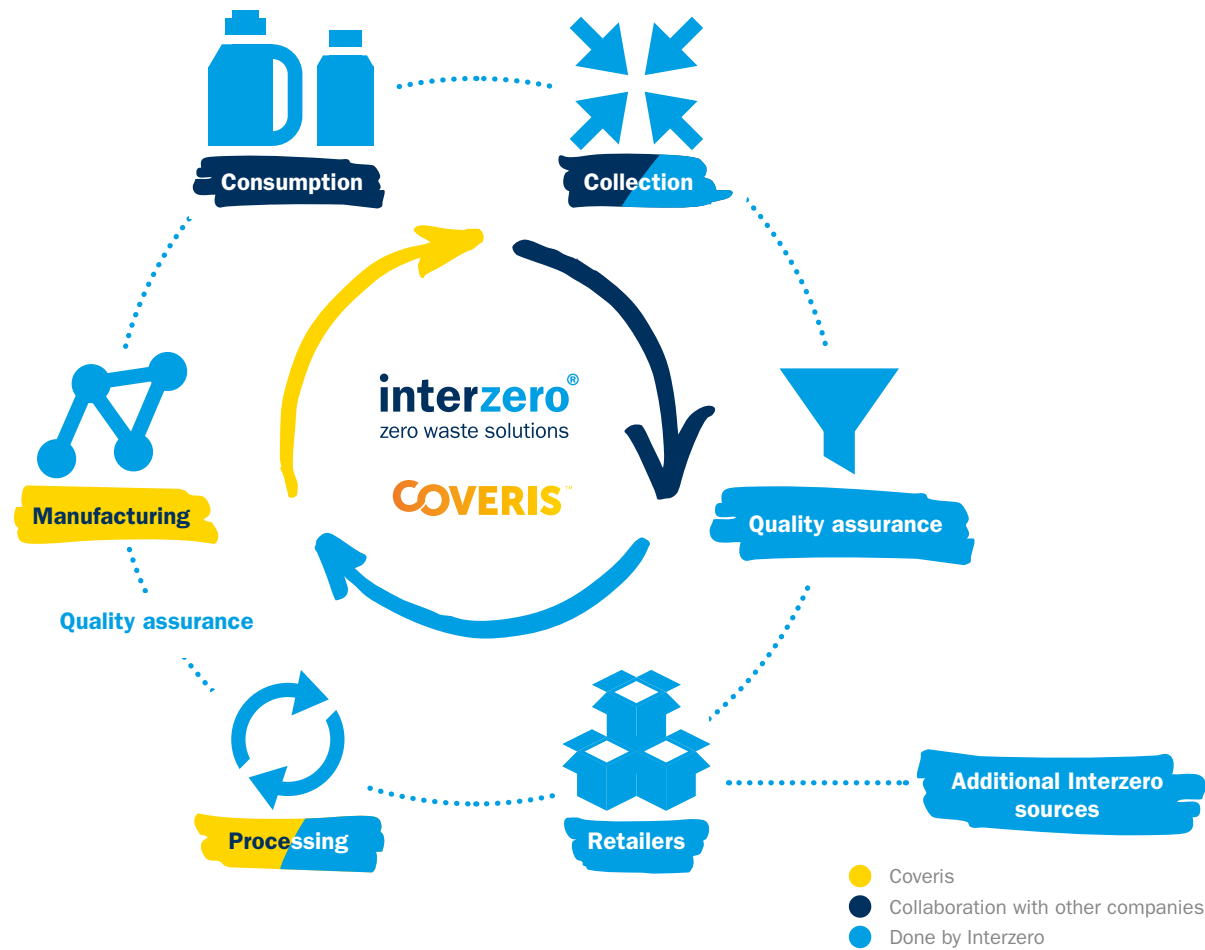 Consumption
Collection
interzero®
zero waste solutions
COVERIS™
Manufacturing
Quality assurance
Quality assurance
Additional Interzero
sources
Processing
Retailers
Coveris
Collaboration with other companies
Done by Interzero